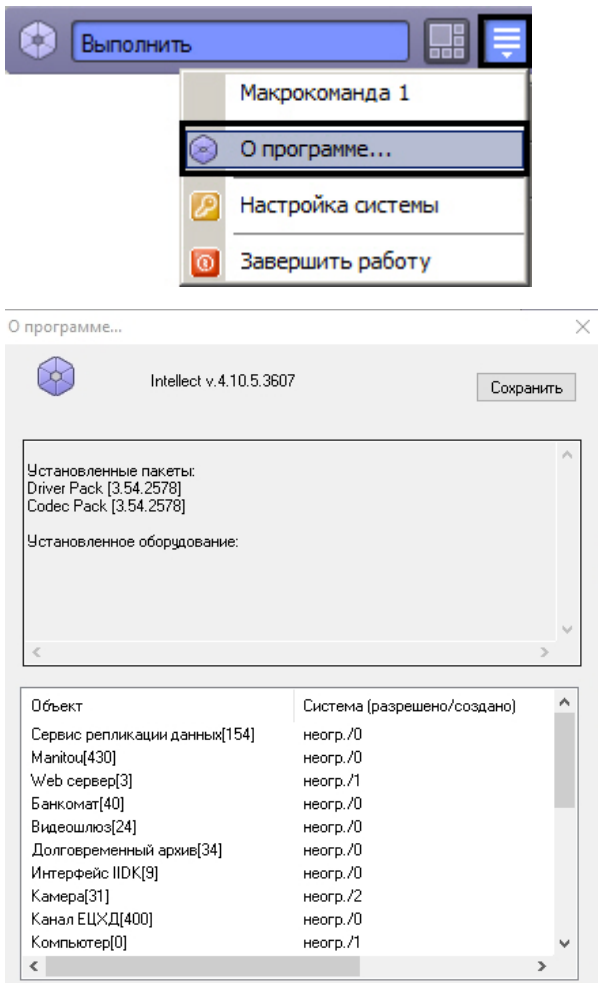 Выполнить
Макрокоманда 1
О программе...
Настройка системы
Завершить работу
О программе...
Intellect v.4.10.5.3607
Сохранить
Установленные пакеты:
Driver Pack [3.54.2578]
Codec Pack [3.54.2578]
Установленное оборудование:
Объект Система (разрешено/создано)
Сервис репликации данных[154] неогр./0
Manitou[430] неогр./0
Web сервер[3] неогр./1
Банкомат[40] неогр./0
Видеошлюз[24] неогр./0
Долговременный архив[34] неогр./0
Интерфейс IIDK[9] неогр./0
Камера[31] неогр./2
Канал ЕЦХД[400] неогр./0
Компьютер[0] неогр./1